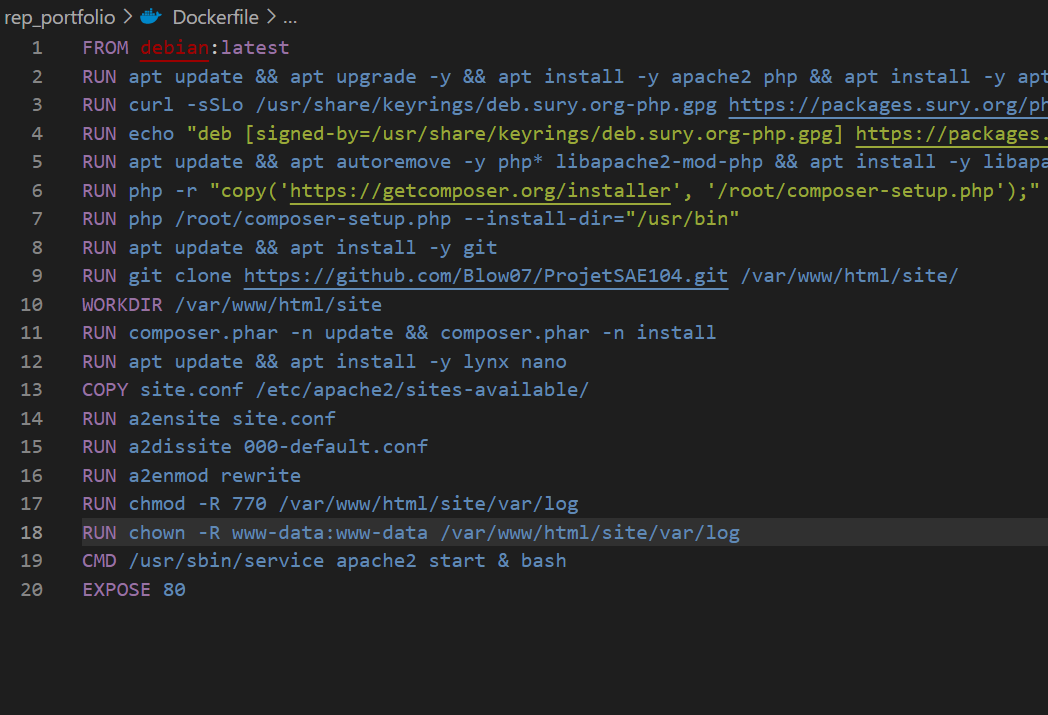 rep_portfolio > Dockerfile > ...
1 FROM debian:latest
2 RUN apt update && apt upgrade -y && apt install -y apache2 php && apt install -y apt
3 RUN curl -sSLo /usr/share/keyrings/deb.sury.org-php.gpg https://packages.sury.org/ph
4 RUN echo "deb [signed-by=/usr/share/keyrings/deb.sury.org-php.gpg] https://packages.
5 RUN apt update && apt autoremove -y php* libapache2-mod-php && apt install -y libapa
6 RUN php -r "copy('https://getcomposer.org/installer', '/root/composer-setup.php');"
7 RUN php /root/composer-setup.php --install-dir="/usr/bin"
8 RUN apt update && apt install -y git
9 RUN git clone https://github.com/Blow07/ProjetSAE104.git /var/www/html/site/
10 WORKDIR /var/www/html/site
11 RUN composer.phar -n update && composer.phar -n install
12 RUN apt update && apt install -y lynx nano
13 COPY site.conf /etc/apache2/sites-available/
14 RUN a2ensite site.conf
15 RUN a2dissite 000-default.conf
16 RUN a2enmod rewrite
17 RUN chmod -R 770 /var/www/html/site/var/log
18 RUN chown -R www-data:www-data /var/www/html/site/var/log
19 CMD /usr/sbin/service apache2 start & bash
20 EXPOSE 80